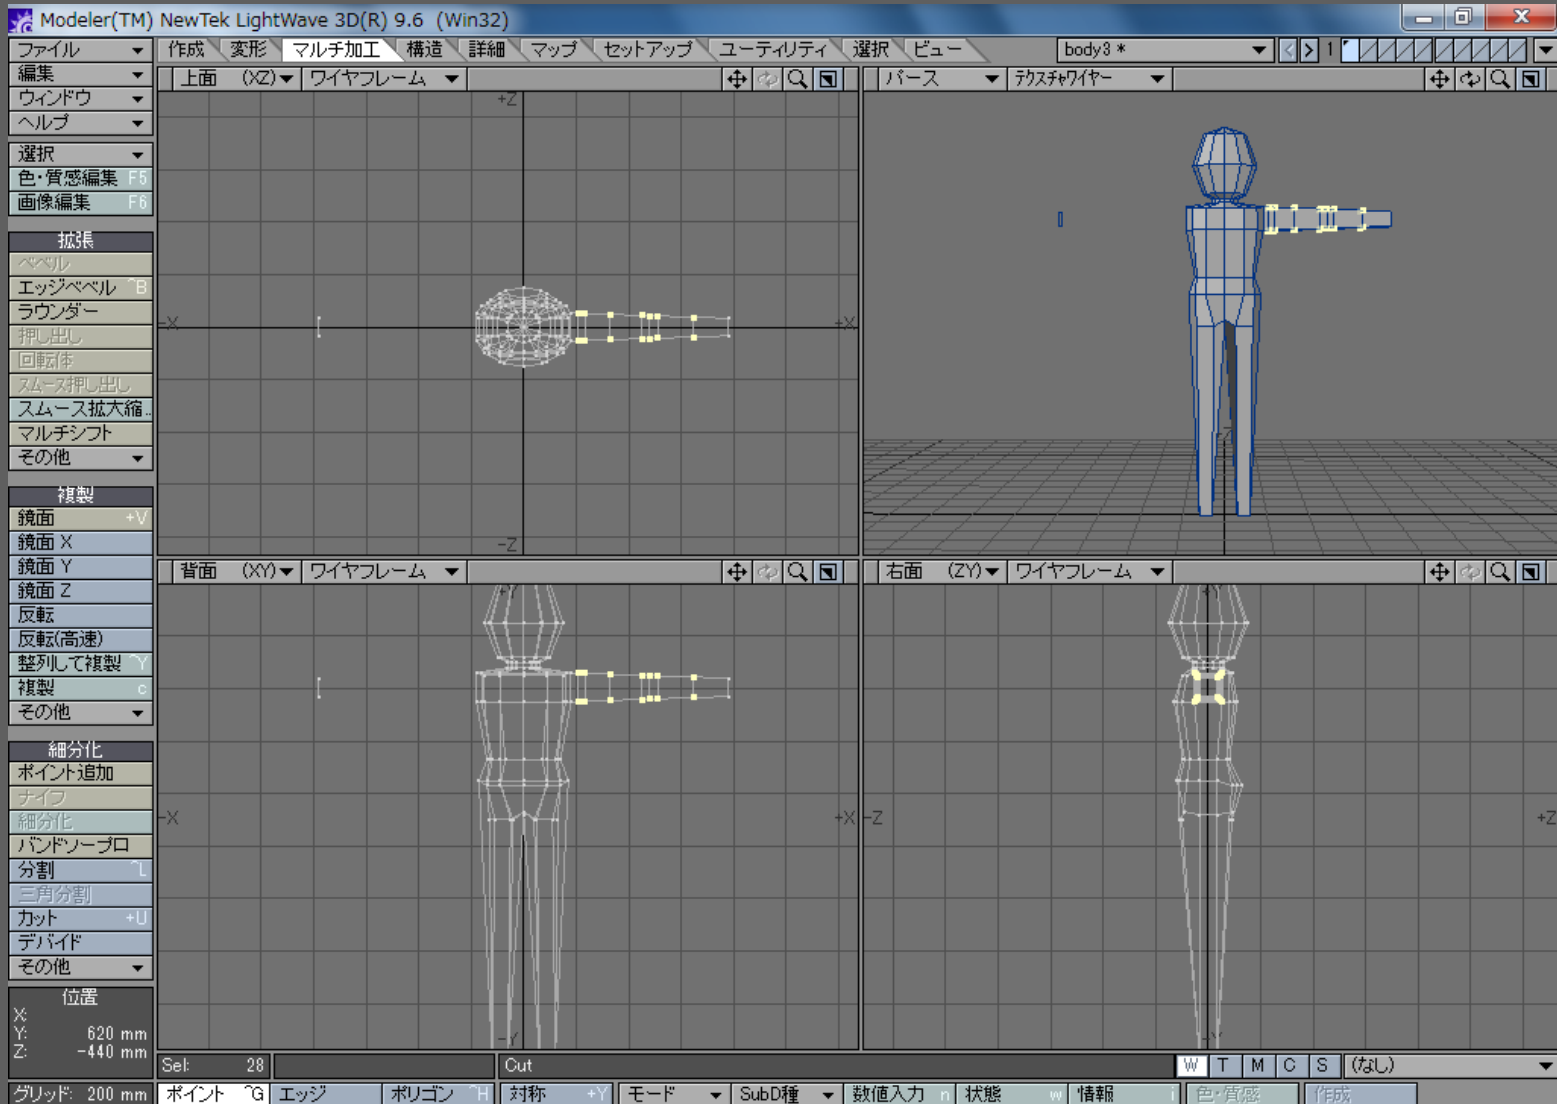 Modeler(TM) NewTek LightWave 3D(R) 9.6 (Win32)
ファイル 作成 変形 マルチ加工 構造 詳細 マップ セットアップ ユーティリティ 選択 ビュー body3 * 1
編集
ウィンドウ
ヘルプ
選択
色・質感編集 F5
画像編集 F6
拡張
ベベル
エッジベベル ^B
ラウンダー
押し出し
回転体
スムース押し出し
スムース拡大縮..
マルチシフト
その他
複製
鏡面 +V
鏡面 X
鏡面 Y
鏡面 Z
反転
反転(高速)
整列して複製 ^Y
複製 c
その他
細分化
ポイント追加
ナイフ
細分化
バンドソープロ
分割 ^L
三角分割
カット +U
デバイド
その他
位置
X:
Y: 620 mm
Z: -440 mm
グリッド: 200 mm
上面 (XZ) ワイヤフレーム
+Z
-X +X
-Z
パース テクスチャワイヤー
Z
背面 (XY) ワイヤフレーム
+Y
-X +X
-Y
右面 (ZY) ワイヤフレーム
+Y
-Z +Z
-Y
Sel: 28 Cut W T M C S (なし)
ポイント ^G エッジ ポリゴン ^H 対称 +Y モード SubD種 数値入力 n 状態 w 情報 i 色・質感 作成